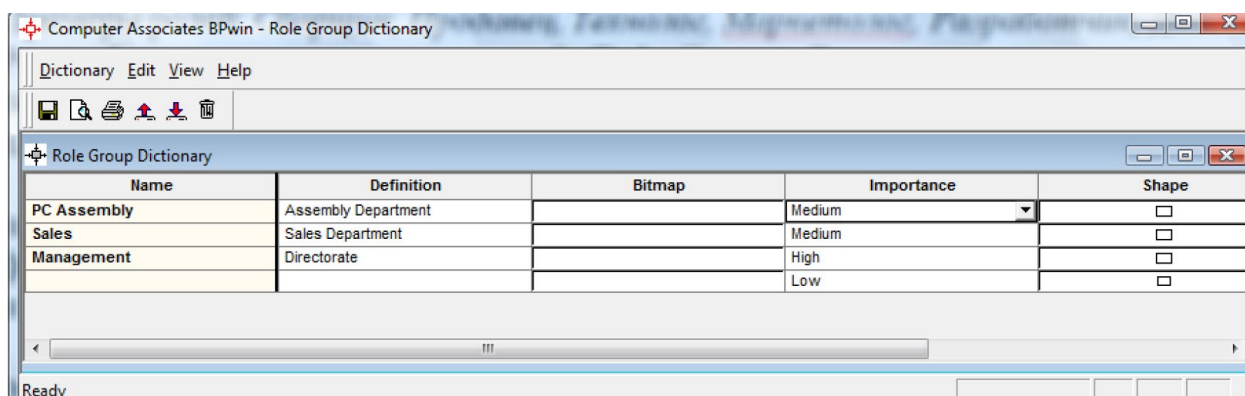 Computer Associates BPwin - Role Group Dictionary
Dictionary Edit View Help
Role Group Dictionary
Name Definition Bitmap Importance Shape
PC Assembly Assembly Department Medium
Sales Sales Department Medium
Management Directorate High
Low
Ready